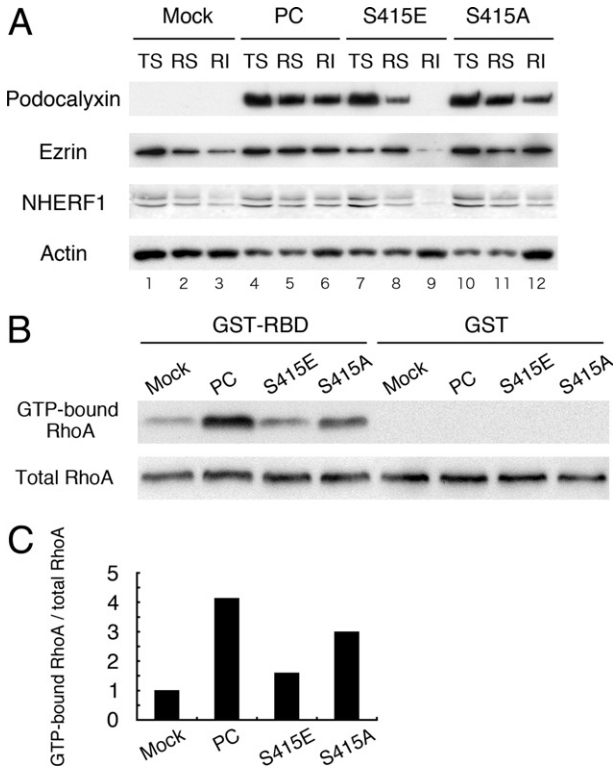 A
Mock PC S415E S415A
TS RS RI TS RS RI TS RS RI TS RS RI
Podocalyxin
Ezrin
NHERF1
Actin
1 2 3 4 5 6 7 8 9 10 11 12
B
GST-RBD GST
Mock PC S415E S415A Mock PC S415E S415A
GTP-bound
RhoA
Total RhoA
C
GTP-bound RhoA / total RhoA
5
4
3
2
1
0
Mock PC S415E S415A